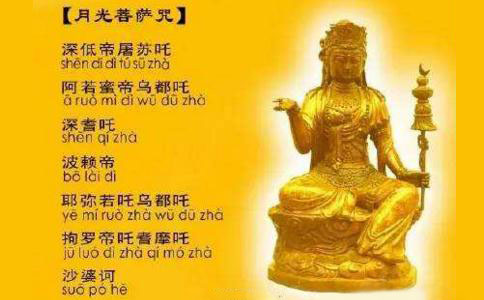 【月光菩萨咒】
深低帝屠苏吒
shēn dī dì tú sū zhà
阿若蜜帝乌都吒
ā ruò mì dì wū dū zhà
深耆吒
shēn qí zhà
波赖帝
bō lài dì
耶弥若吒乌都吒
yē mí ruò zhà wū dū zhà
拘罗帝吒耆摩吒
jū luó dì zhà qí mó zhà
沙婆诃
suō pó hē